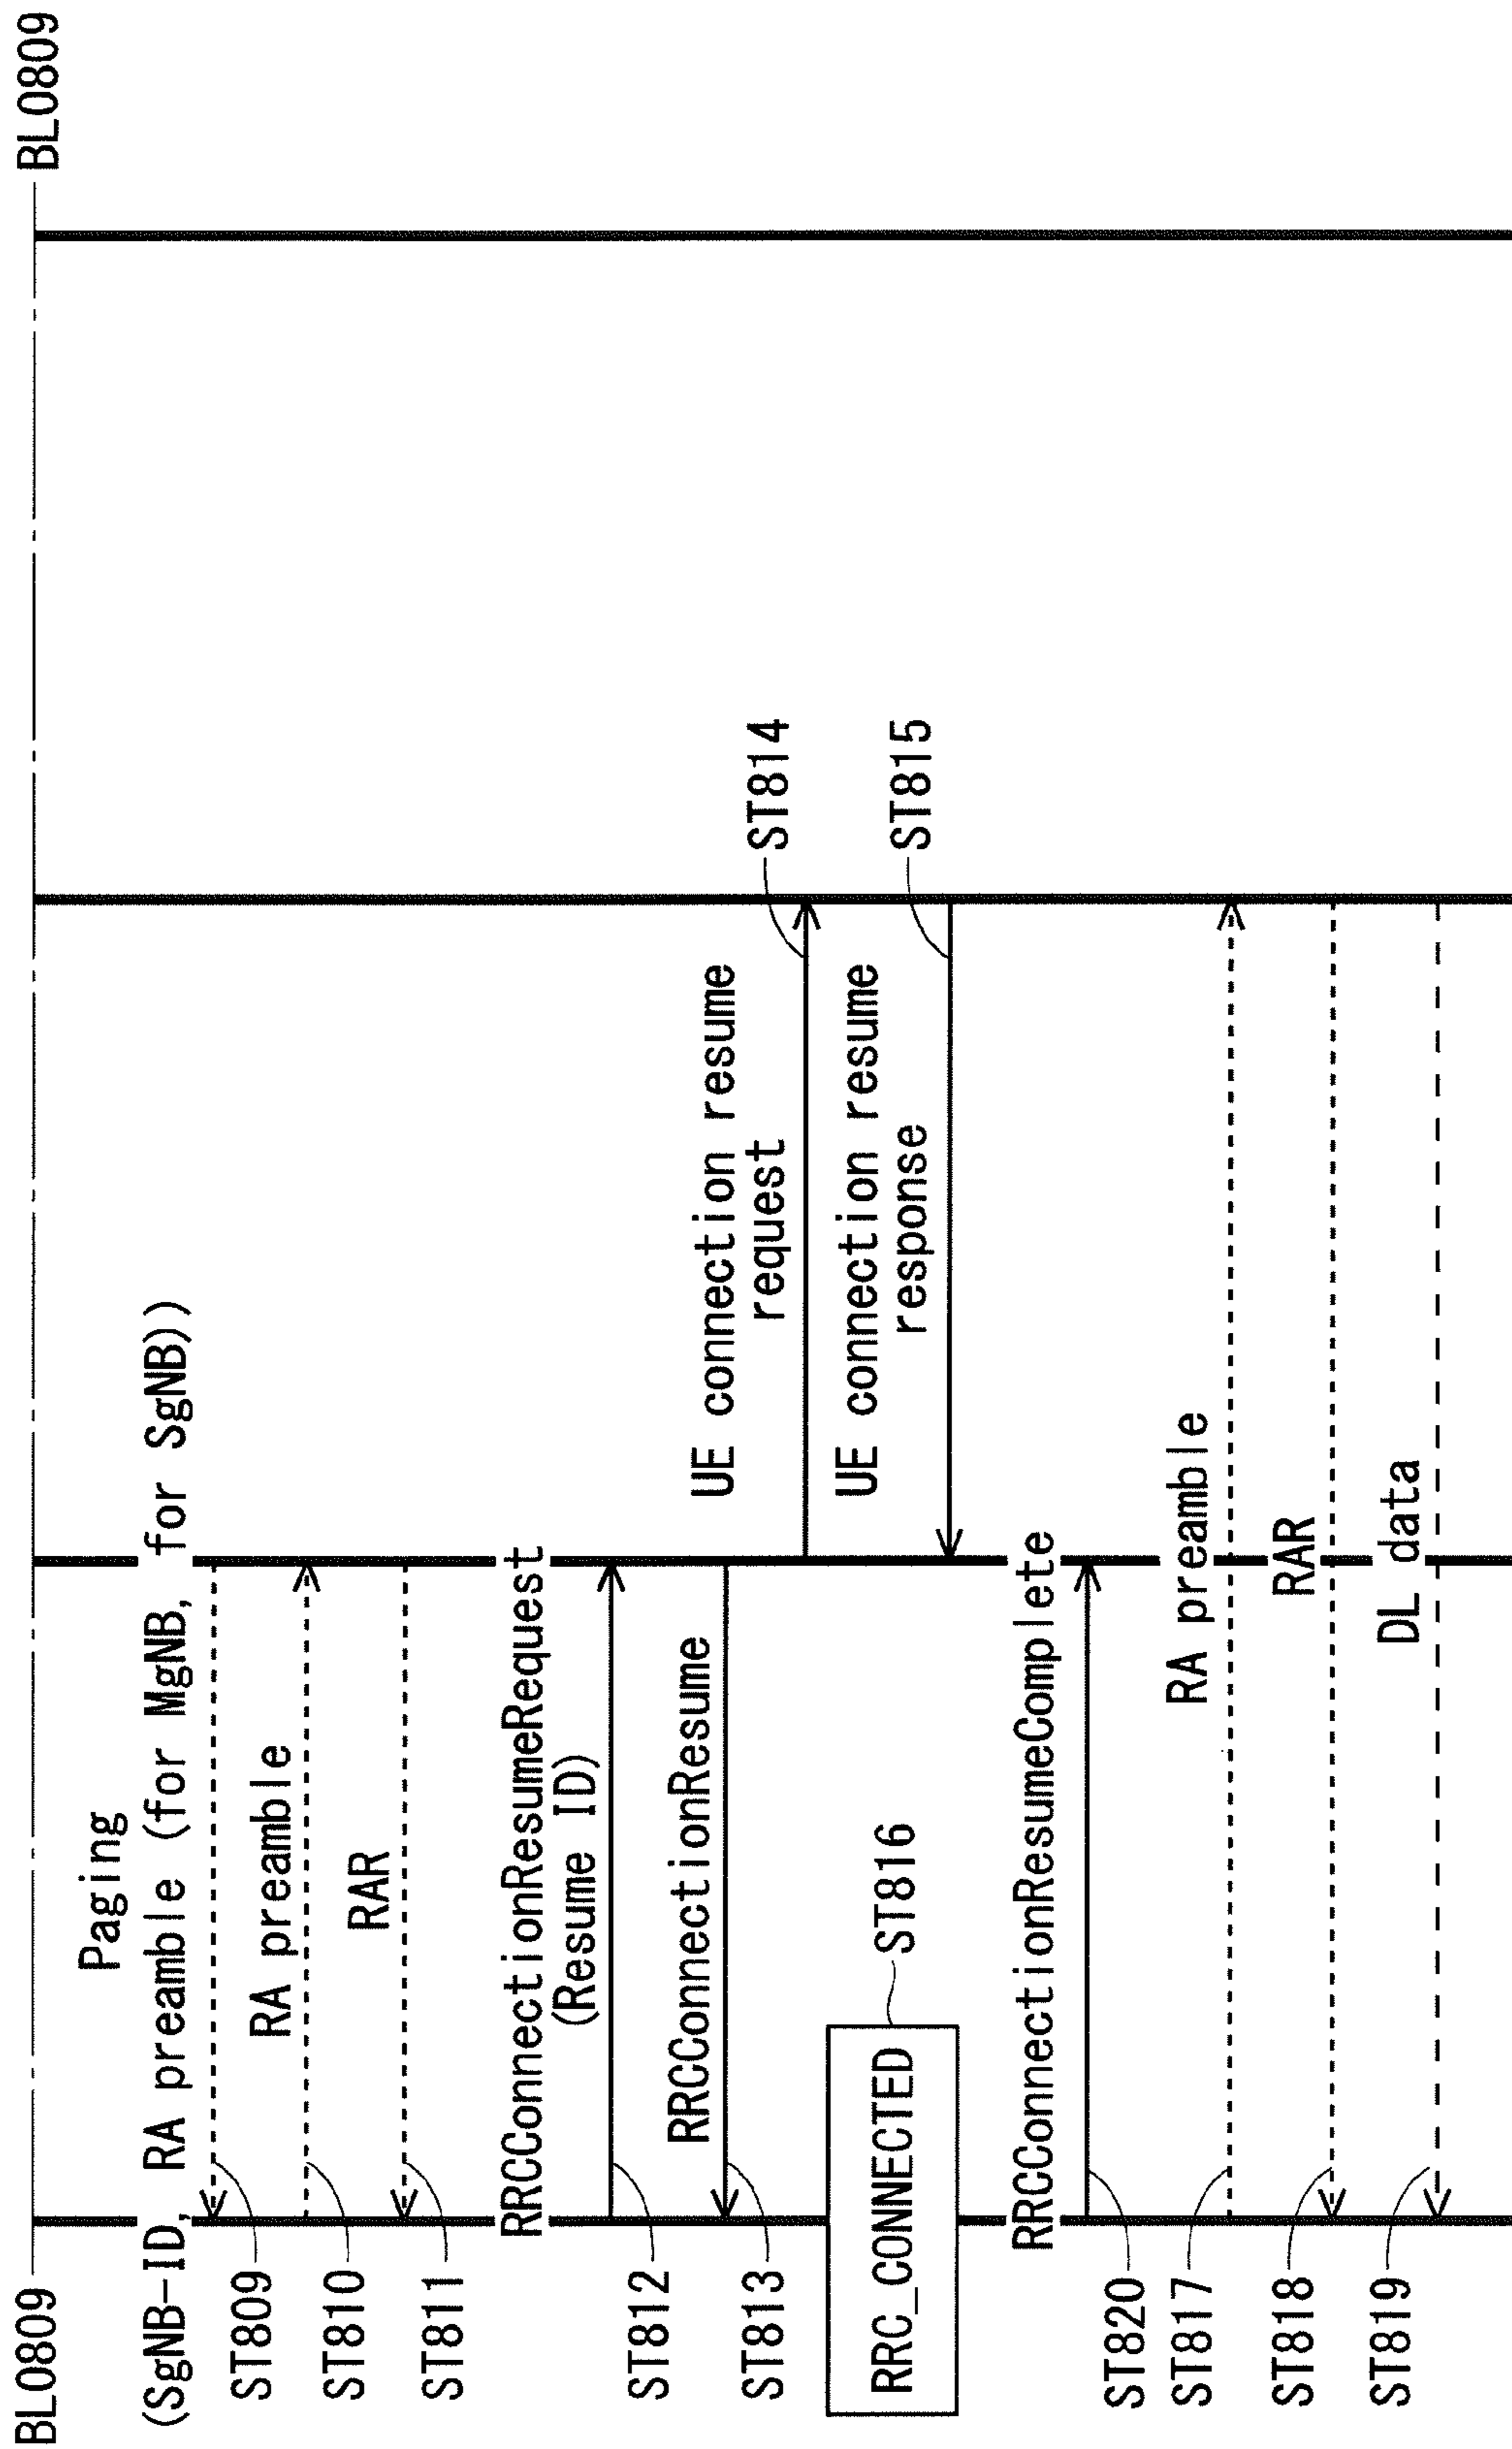 BL0809
BL0809
Paging
(SgNB-ID, RA preamble (for MgNB, for SgNB))
ST809
RA preamble
ST810
RAR
ST811
RRCConnectionResumeRequest
(Resume ID)
ST812
RRCConnectionResume
ST813
UE connection resume
request
ST814
UE connection resume
response
ST815
RRC_CONNECTED
ST816
RRCConnectionResumeComplete
ST820
RA preamble
ST817
RAR
ST818
DL data
ST819